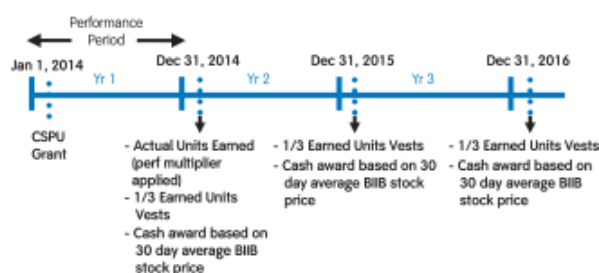 Performance
Period
Jan 1, 2014
Dec 31, 2014
Dec 31, 2015
Dec 31, 2016
Yr 1
Yr 2
Yr 3
CSPU
Grant
- Actual Units Earned
(perf multiplier
applied)
- 1/3 Earned Units
Vests
- Cash award based on
30 day average BIIB
stock price
- 1/3 Earned Units Vests
- Cash award based on 30
day average BIIB stock
price
- 1/3 Earned Units Vests
- Cash award based on
30 day average BIIB
stock price